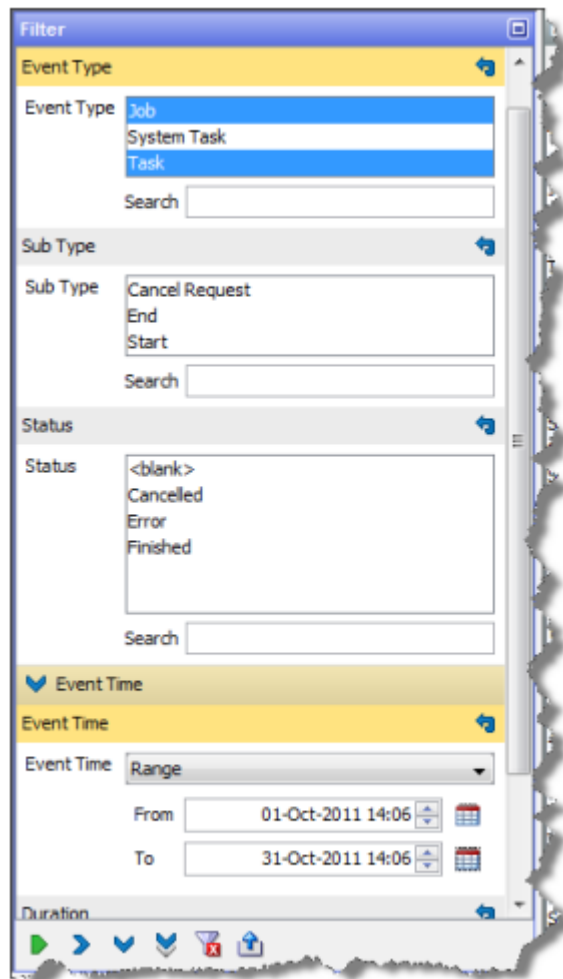 Filter
Event Type
Event Type Job
System Task
Task
Search
Sub Type
Sub Type Cancel Request
End
Start
Search
Status
Status <blank>
Cancelled
Error
Finished
Search
Event Time
Event Time
Event Time Range
From 01-Oct-2011 14:06
To 31-Oct-2011 14:06
Duration